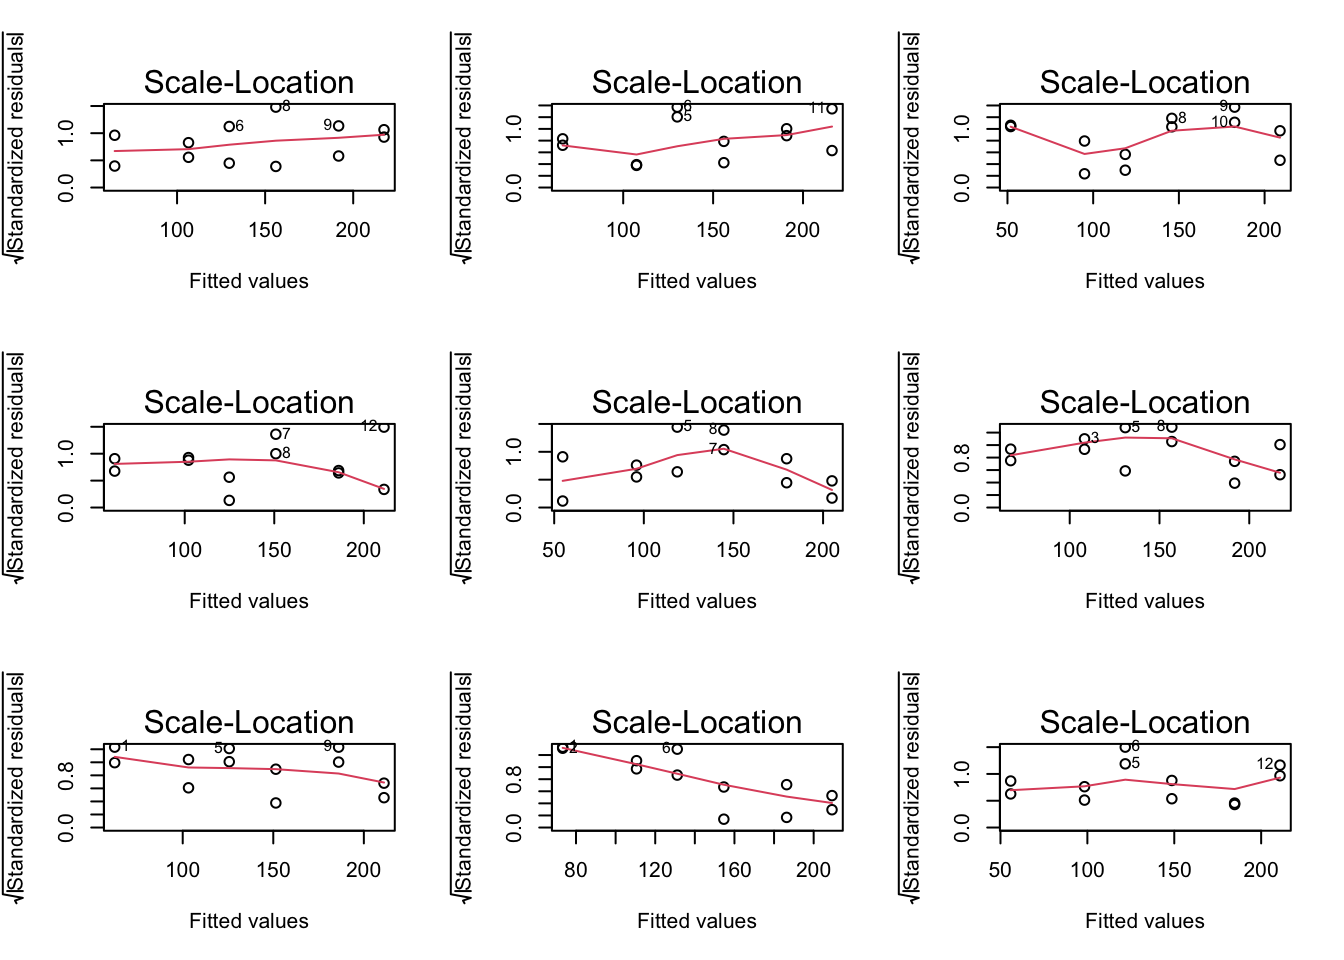 Scale-Location
√|Standardized residuals|
0.0 1.0
8
6
9
100 150 200
Fitted values
Scale-Location
√|Standardized residuals|
0.0 1.0
6
5
11
100 150 200
Fitted values
Scale-Location
√|Standardized residuals|
0.0 1.0
9
8
10
50 100 150 200
Fitted values
Scale-Location
√|Standardized residuals|
0.0 1.0
12
7
8
100 150 200
Fitted values
Scale-Location
√|Standardized residuals|
0.0 1.0
5
8
7
50 100 150 200
Fitted values
Scale-Location
√|Standardized residuals|
0.0 0.8
5
8
3
100 150 200
Fitted values
Scale-Location
√|Standardized residuals|
0.0 0.8
1
5
9
100 150 200
Fitted values
Scale-Location
√|Standardized residuals|
0.0 0.8
2
6
80 120 160 200
Fitted values
Scale-Location
√|Standardized residuals|
0.0 1.0
6
5
12
50 100 150 200
Fitted values